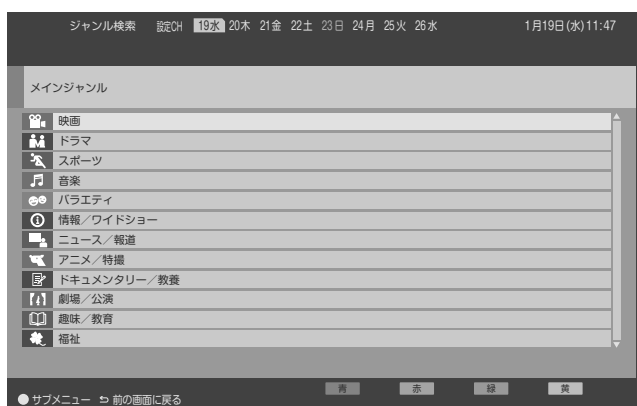 ジャンル検索 設定CH 19水 20木 21金 22土 23日 24月 25火 26水 1月19日(水)11:47
メインジャンル
映画
ドラマ
スポーツ
音楽
バラエティ
情報／ワイドショー
ニュース／報道
アニメ／特撮
ドキュメンタリー／教養
劇場／公演
趣味／教育
福祉
青 赤 緑 黄
サブメニュー 前の画面に戻る